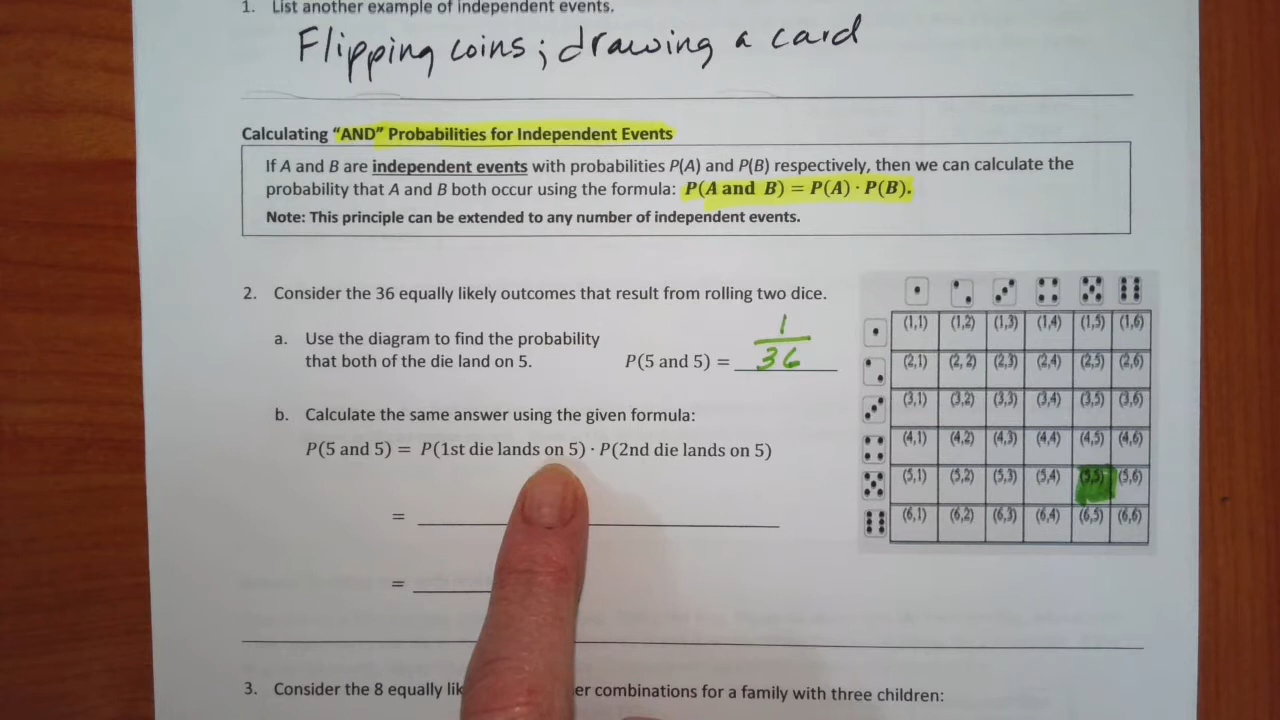 1. List another example of independent events.
Flipping coins; drawing a card
Calculating “AND” Probabilities for Independent Events
If A and B are independent events with probabilities P(A) and P(B) respectively, then we can calculate the
probability that A and B both occur using the formula: P(A and B) = P(A) · P(B).
Note: This principle can be extended to any number of independent events.
2. Consider the 36 equally likely outcomes that result from rolling two dice.
a. Use the diagram to find the probability
that both of the die land on 5.
P(5 and 5) = 1/36
b. Calculate the same answer using the given formula:
P(5 and 5) = P(1st die lands on 5) · P(2nd die lands on 5)
=
=
(1,1) (1,2) (1,3) (1,4) (1,5) (1,6)
(2,1) (2, 2) (2,3) (2,4) (2,5) (2,6)
(3,1) (3,2) (3,3) (3,4) (3,5) (3,6)
(4,1) (4,2) (4,3) (4,4) (4,5) (4,6)
(5,1) (5,2) (5,3) (5,4) (5,5) (5,6)
(6,1) (6,2) (6,3) (6,4) (6,5) (6,6)
3. Consider the 8 equally er combinations for a family with three children: